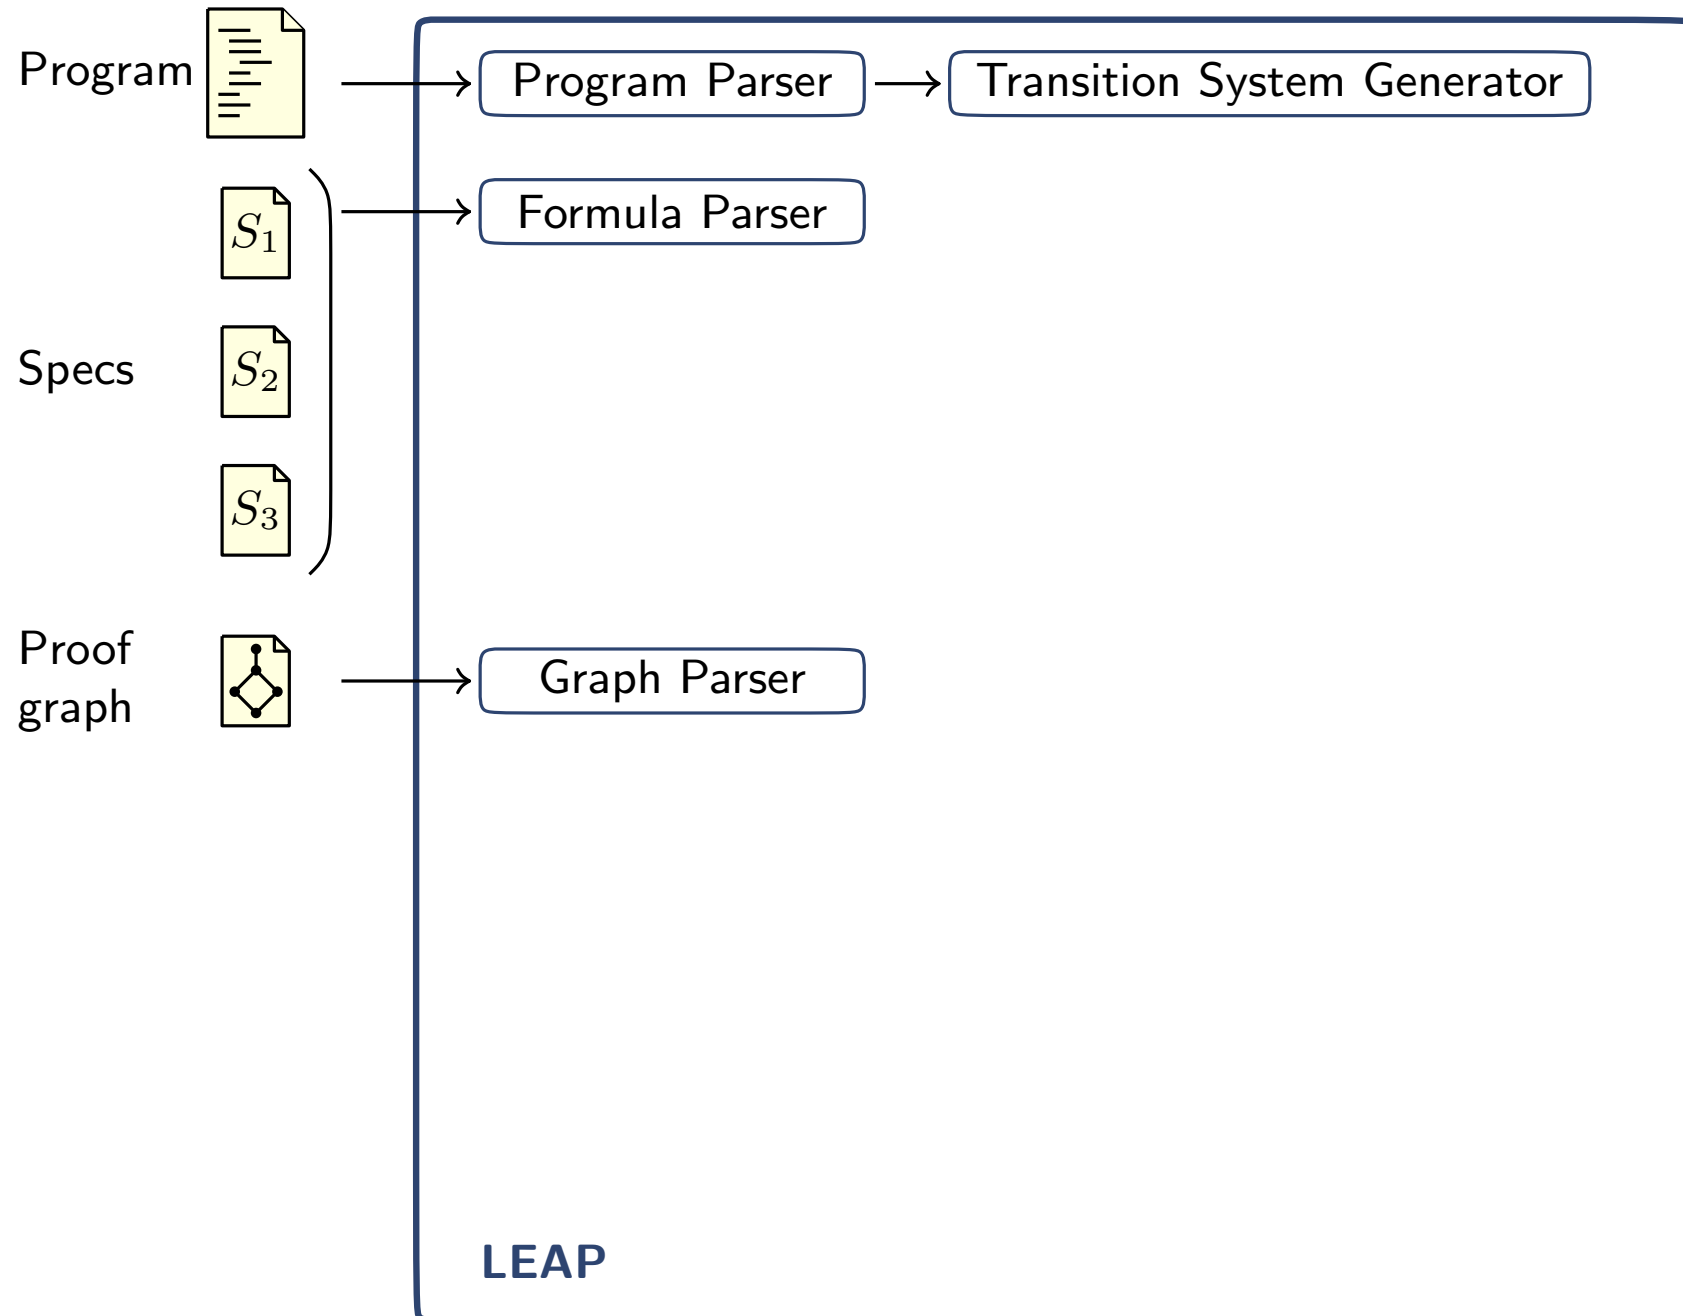 Program
Program Parser
Transition System Generator
S₁
Formula Parser
Specs
S₂
S₃
Proof
graph
Graph Parser
LEAP